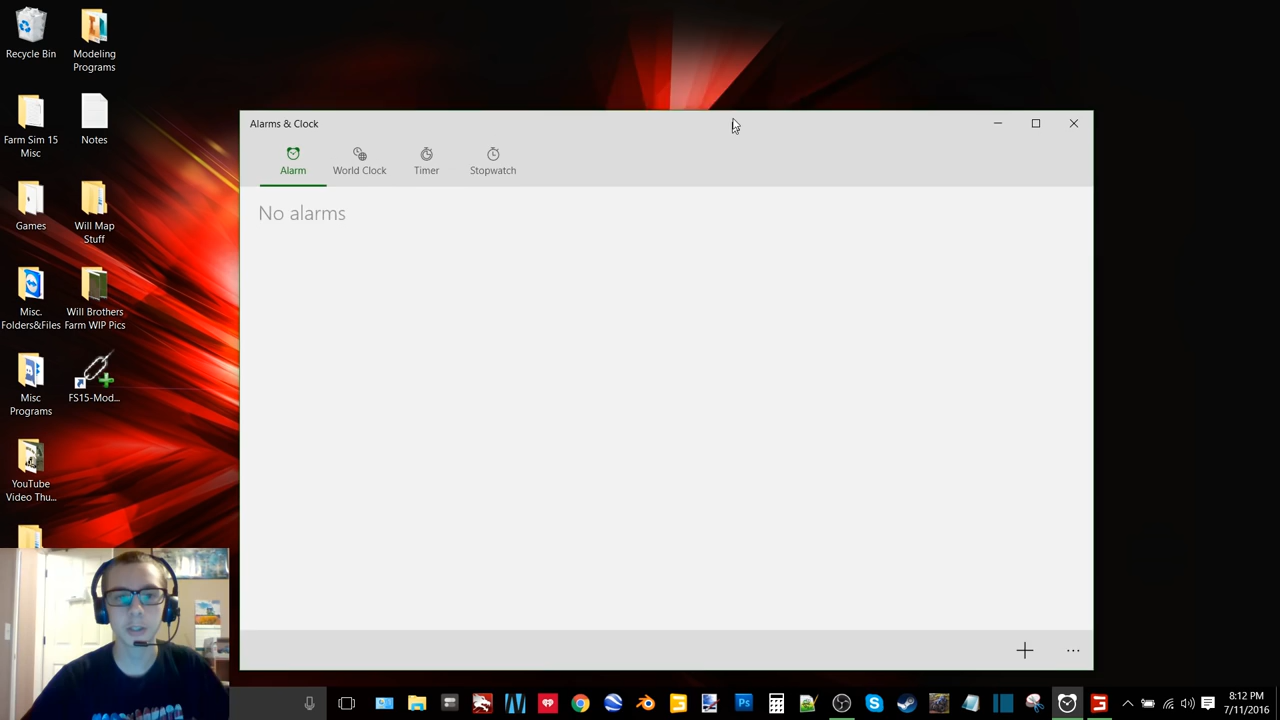 Recycle Bin
Modeling
Programs
Farm Sim 15
Misc
Notes
Games
Will Map
Stuff
Misc.
Folders&Files
Will Brothers
Farm WIP Pics
Misc
Programs
FS15-Mod...
YouTube
Video Thu...
Alarms & Clock
Alarm
World Clock
Timer
Stopwatch
No alarms
Ps
8:12 PM
7/11/2016